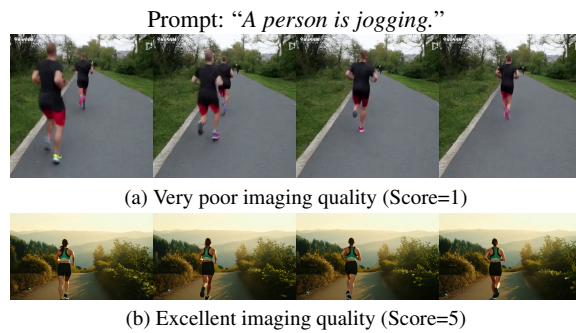 Prompt: “A person is jogging.”
(a) Very poor imaging quality (Score=1)
(b) Excellent imaging quality (Score=5)